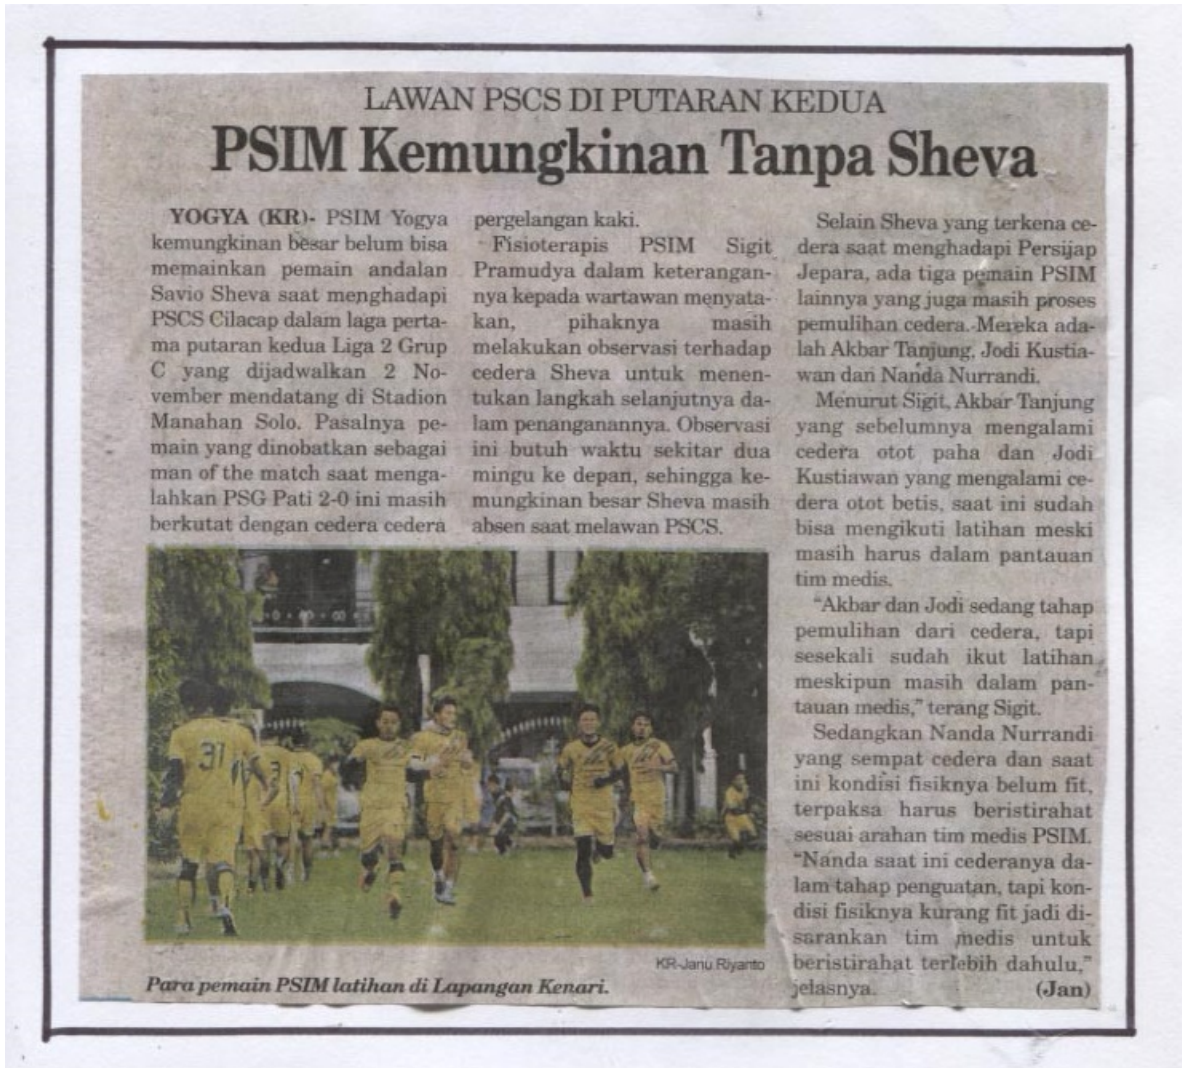 LAWAN PSCS DI PUTARAN KEDUA
PSIM Kemungkinan Tanpa Sheva
YOGYA (KR)- PSIM Yogya
kemungkinan besar belum bisa
memainkan pemain andalan
Savio Sheva saat menghadapi
PSCS Cilacap dalam laga perta-
ma putaran kedua Liga 2 Grup
C yang dijadwalkan 2 No-
vember mendatang di Stadion
Manahan Solo. Pasalnya pe-
main yang dinobatkan sebagai
man of the match saat menga-
lahkan PSG Pati 2-0 ini masih
berkutat dengan cedera cedera
pergelangan kaki.
Fisioterapis PSIM Sigit
Pramudya dalam keterangan-
nya kepada wartawan menyata-
kan, pihaknya masih
melakukan observasi terhadap
cedera Sheva untuk menen-
tukan langkah selanjutnya da-
lam penanganannya. Observasi
ini butuh waktu sekitar dua
mingu ke depan, sehingga ke-
mungkinan besar Sheva masih
absen saat melawan PSCS.
Selain Sheva yang terkena ce-
dera saat menghadapi Persijap
Jepara, ada tiga pemain PSIM
lainnya yang juga masih proses
pemulihan cedera. Mereka ada-
lah Akbar Tanjung, Jodi Kustia-
wan dan Nanda Nurrandi.
Menurut Sigit, Akbar Tanjung
yang sebelumnya mengalami
cedera otot paha dan Jodi
Kustiawan yang mengalami ce-
dera otot betis, saat ini sudah
bisa mengikuti latihan meski
masih harus dalam pantauan
tim medis.
"Akbar dan Jodi sedang tahap
pemulihan dari cedera, tapi
sesekali sudah ikut latihan
meskipun masih dalam pan-
tauan medis," terang Sigit.
Sedangkan Nanda Nurrandi
yang sempat cedera dan saat
ini kondisi fisiknya belum fit,
terpaksa harus beristirahat
sesuai arahan tim medis PSIM.
"Nanda saat ini cederanya da-
lam tahap penguatan, tapi kon-
disi fisiknya kurang fit jadi di-
sarankan tim medis untuk
beristirahat terlebih dahulu,"
jelasnya. (Jan)
31
3
KR-Janu Riyanto
Para pemain PSIM latihan di Lapangan Kenari.